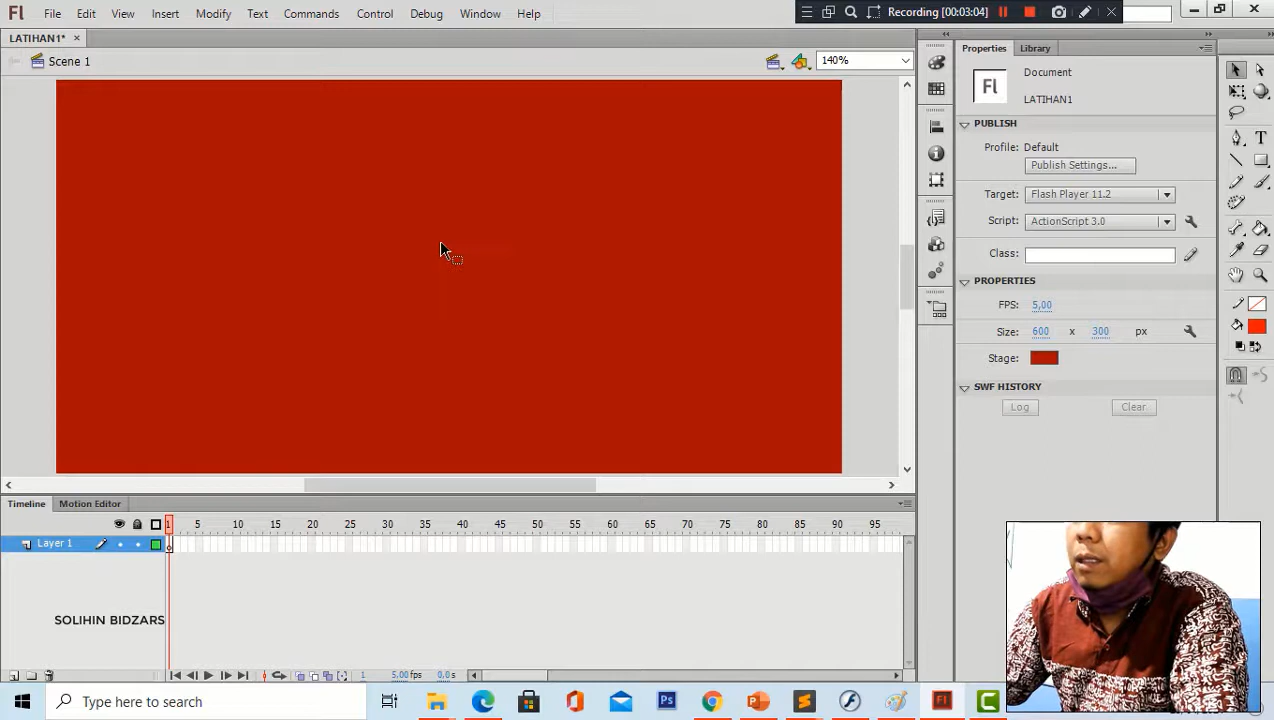 Fl File Edit View Insert Modify Text Commands Control Debug Window Help
Recording [00:03:04]
LATIHAN1* ×
Scene 1
140%
Properties Library
Fl
Document
LATIHAN1
PUBLISH
Profile: Default
Publish Settings...
Target: Flash Player 11.2
Script: ActionScript 3.0
Class:
PROPERTIES
FPS: 5,00
Size: 600 x 300 px
Stage:
SWF HISTORY
Log Clear
Timeline Motion Editor
1 5 10 15 20 25 30 35 40 45 50 55 60 65 70 75 80 85 90 95
Layer 1
SOLIHIN BIDZARS
1 5,00 fps 0,0 s
Type here to search
Ps
Fl